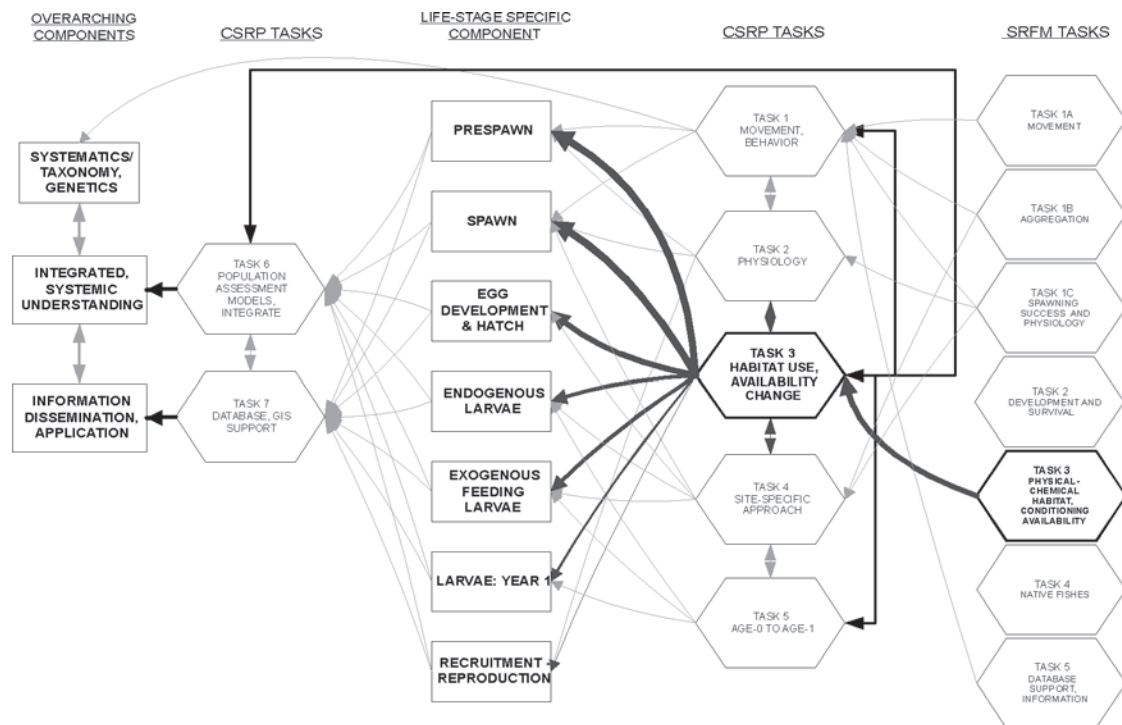 OVERARCHING
COMPONENTS
CSRP TASKS
LIFE-STAGE SPECIFIC
COMPONENT
CSRP TASKS
SRFM TASKS
SYSTEMATICS/
TAXONOMY,
GENETICS
INTEGRATED,
SYSTEMIC
UNDERSTANDING
INFORMATION
DISSEMINATION,
APPLICATION
TASK 6
POPULATION
ASSESSMENT
MODELS,
INTEGRATE
TASK 7
DATABASE, GIS
SUPPORT
PRESPAWN
SPAWN
EGG
DEVELOPMENT
& HATCH
ENDOGENOUS
LARVAE
EXOGENOUS
FEEDING
LARVAE
LARVAE: YEAR 1
RECRUITMENT -
REPRODUCTION
TASK 1
MOVEMENT,
BEHAVIOR
TASK 2
PHYSIOLOGY
TASK 3
HABITAT USE,
AVAILABILITY
CHANGE
TASK 4
SITE-SPECIFIC
APPROACH
TASK 5
AGE-0 TO AGE-1
TASK 1A
MOVEMENT
TASK 1B
AGGREGATION
TASK 1C
SPAWNING
SUCCESS AND
PHYSIOLOGY
TASK 2
DEVELOPMENT AND
SURVIVAL
TASK 3
PHYSICAL-
CHEMICAL
HABITAT,
CONDITIONING
AVAILABILITY
TASK 4
NATIVE FISHES
TASK 5
DATABASE
SUPPORT,
INFORMATION